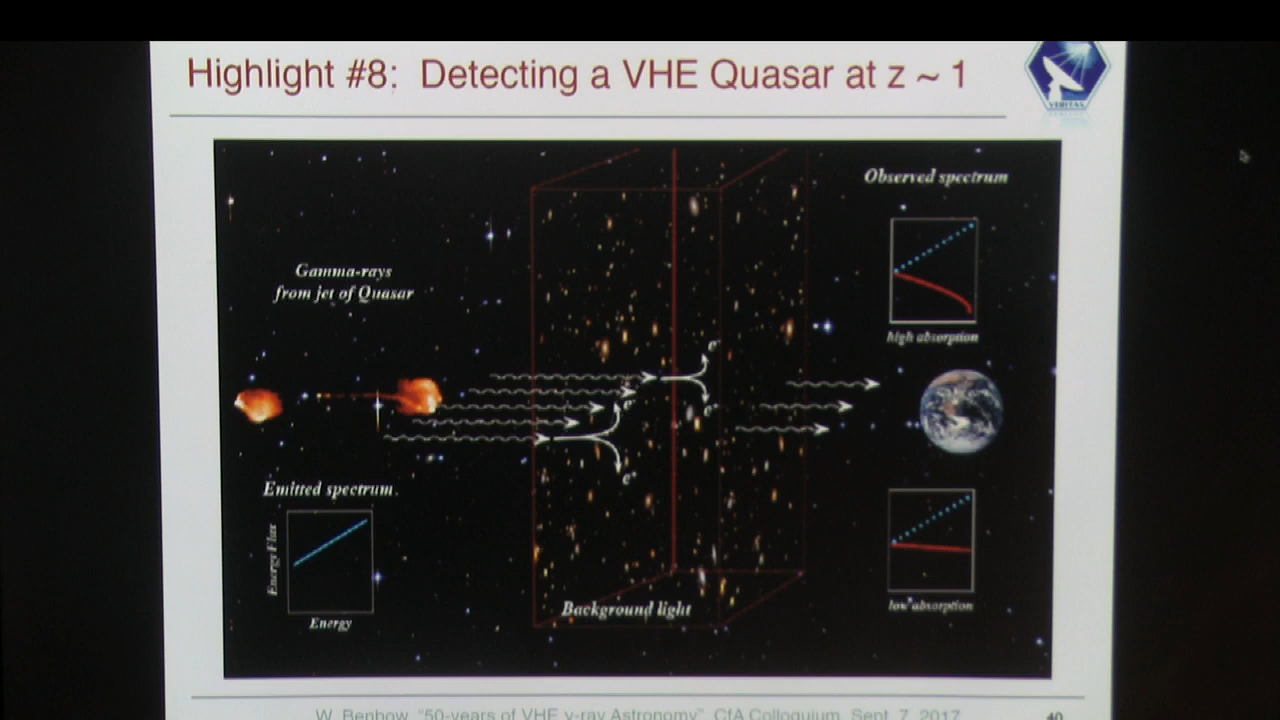 Highlight #8: Detecting a VHE Quasar at z ~ 1
VERITAS
Observed spectrum
Gamma-rays
from jet of Quasar
high absorption
e-
e-
e-
e+
Emitted spectrum
Energy Flux
Energy
Background light
low absorption
W. Benbow, "50-years of VHE γ-ray Astronomy", CfA Colloquium, Sept. 7, 2017
40